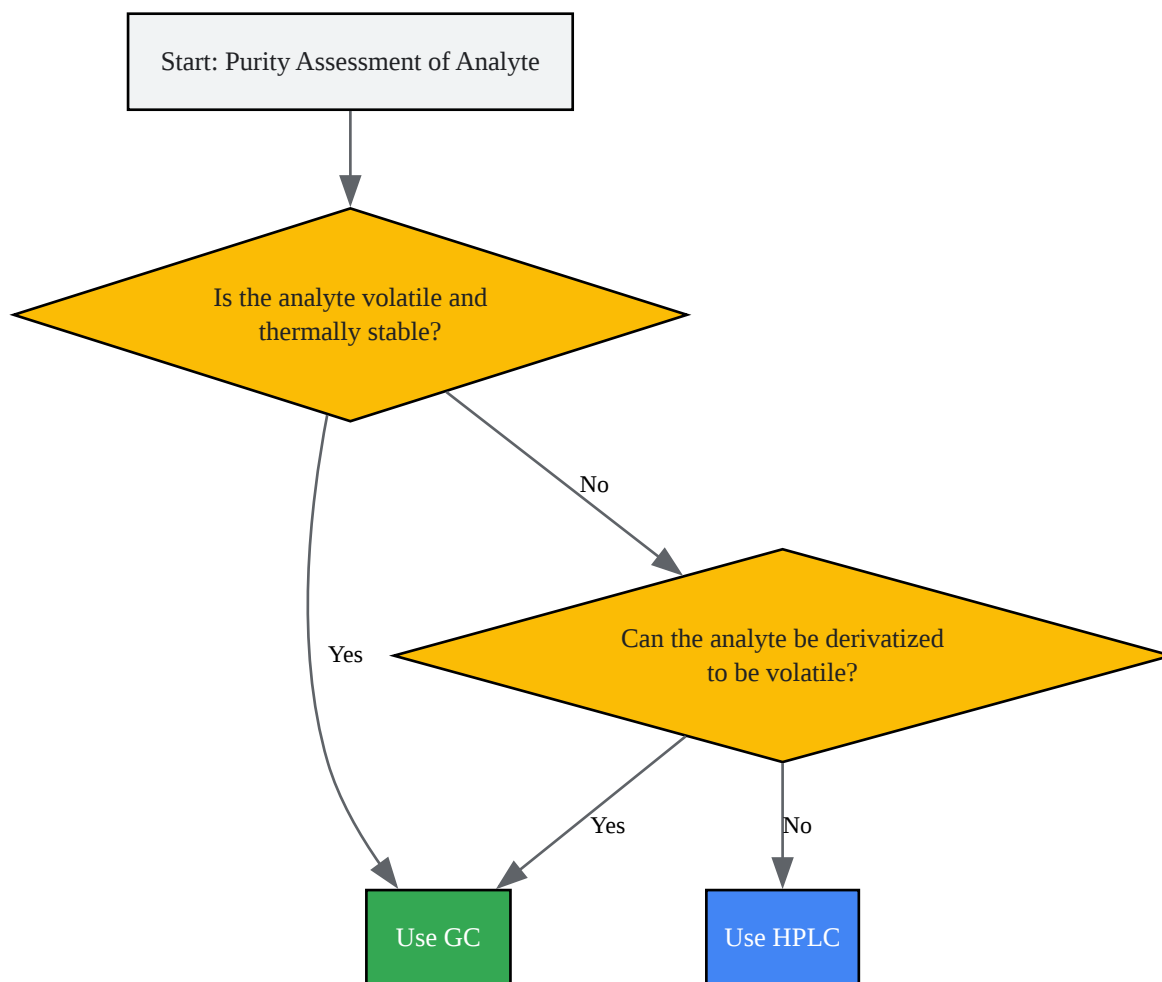 Start: Purity Assessment of Analyte
Is the analyte volatile and
thermally stable?
No
Yes
Can the analyte be derivatized
to be volatile?
Yes
No
Use GC
Use HPLC